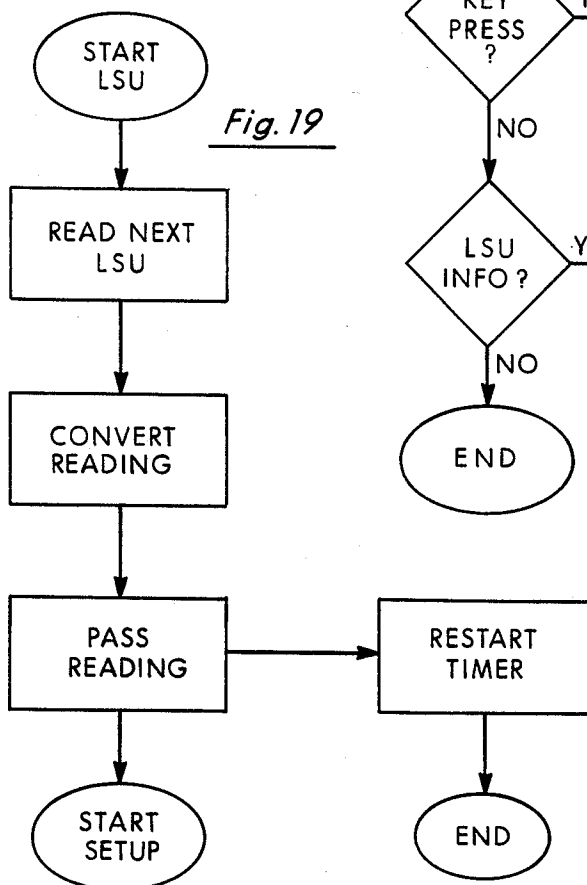 START
LSU
Fig. 19
READ NEXT
LSU
CONVERT
READING
PASS
READING
START
SETUP
KEY
PRESS
?
NO
LSU
INFO?
Y
NO
END
RESTART
TIMER
END